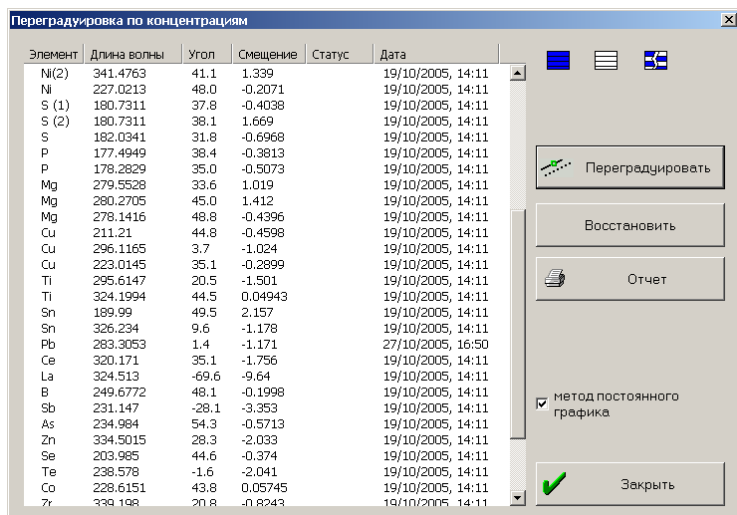 Переградуировка по концентрациям
Элемент Длина волны Угол Смещение Статус Дата
Ni(2) 341.4763 41.1 1.339 19/10/2005, 14:11
Ni 227.0213 48.0 -0.2071 19/10/2005, 14:11
S (1) 180.7311 37.8 -0.4038 19/10/2005, 14:11
S (2) 180.7311 38.1 1.669 19/10/2005, 14:11
S 182.0341 31.8 -0.6968 19/10/2005, 14:11
P 177.4949 38.4 -0.3813 19/10/2005, 14:11
P 178.2829 35.0 -0.5073 19/10/2005, 14:11
Mg 279.5528 33.6 1.019 19/10/2005, 14:11
Mg 280.2705 45.0 1.412 19/10/2005, 14:11
Mg 278.1416 48.8 -0.4396 19/10/2005, 14:11
Cu 211.21 44.8 -0.4598 19/10/2005, 14:11
Cu 296.1165 3.7 -1.024 19/10/2005, 14:11
Cu 223.0145 35.1 -0.2899 19/10/2005, 14:11
Ti 295.6147 20.5 -1.501 19/10/2005, 14:11
Ti 324.1994 44.5 0.04943 19/10/2005, 14:11
Sn 189.99 49.5 2.157 19/10/2005, 14:11
Sn 326.234 9.6 -1.178 19/10/2005, 14:11
Pb 283.3053 1.4 -1.171 27/10/2005, 16:50
Ce 320.171 35.1 -1.756 19/10/2005, 14:11
La 324.513 -69.6 -9.64 19/10/2005, 14:11
B 249.6772 48.1 -0.1998 19/10/2005, 14:11
Sb 231.147 -28.1 -3.353 19/10/2005, 14:11
As 234.984 54.3 -0.5713 19/10/2005, 14:11
Zn 334.5015 28.3 -2.033 19/10/2005, 14:11
Se 203.985 44.6 -0.374 19/10/2005, 14:11
Te 238.578 -1.6 -2.041 19/10/2005, 14:11
Co 228.6151 43.8 0.05745 19/10/2005, 14:11
Zr 339.198 20.8 -0.8243 19/10/2005, 14:11
Переградуировать
Восстановить
Отчет
метод постоянного
графика
Закрыть